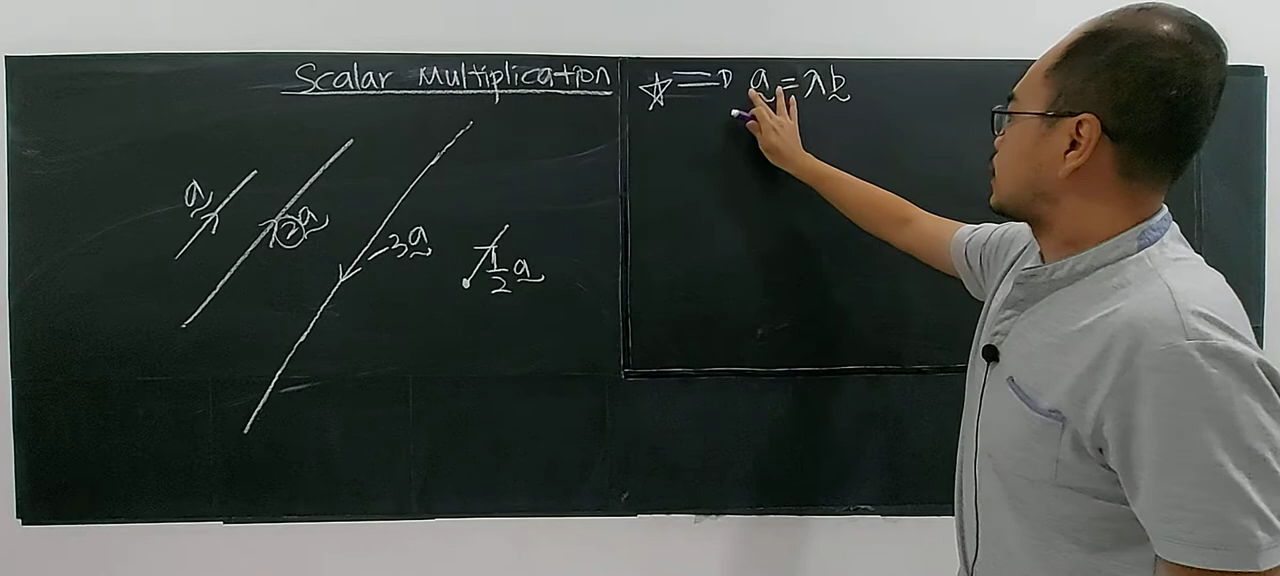 Scalar Multiplication
☆ ⇒ a = λb
a
2a
-3a
1/2 a